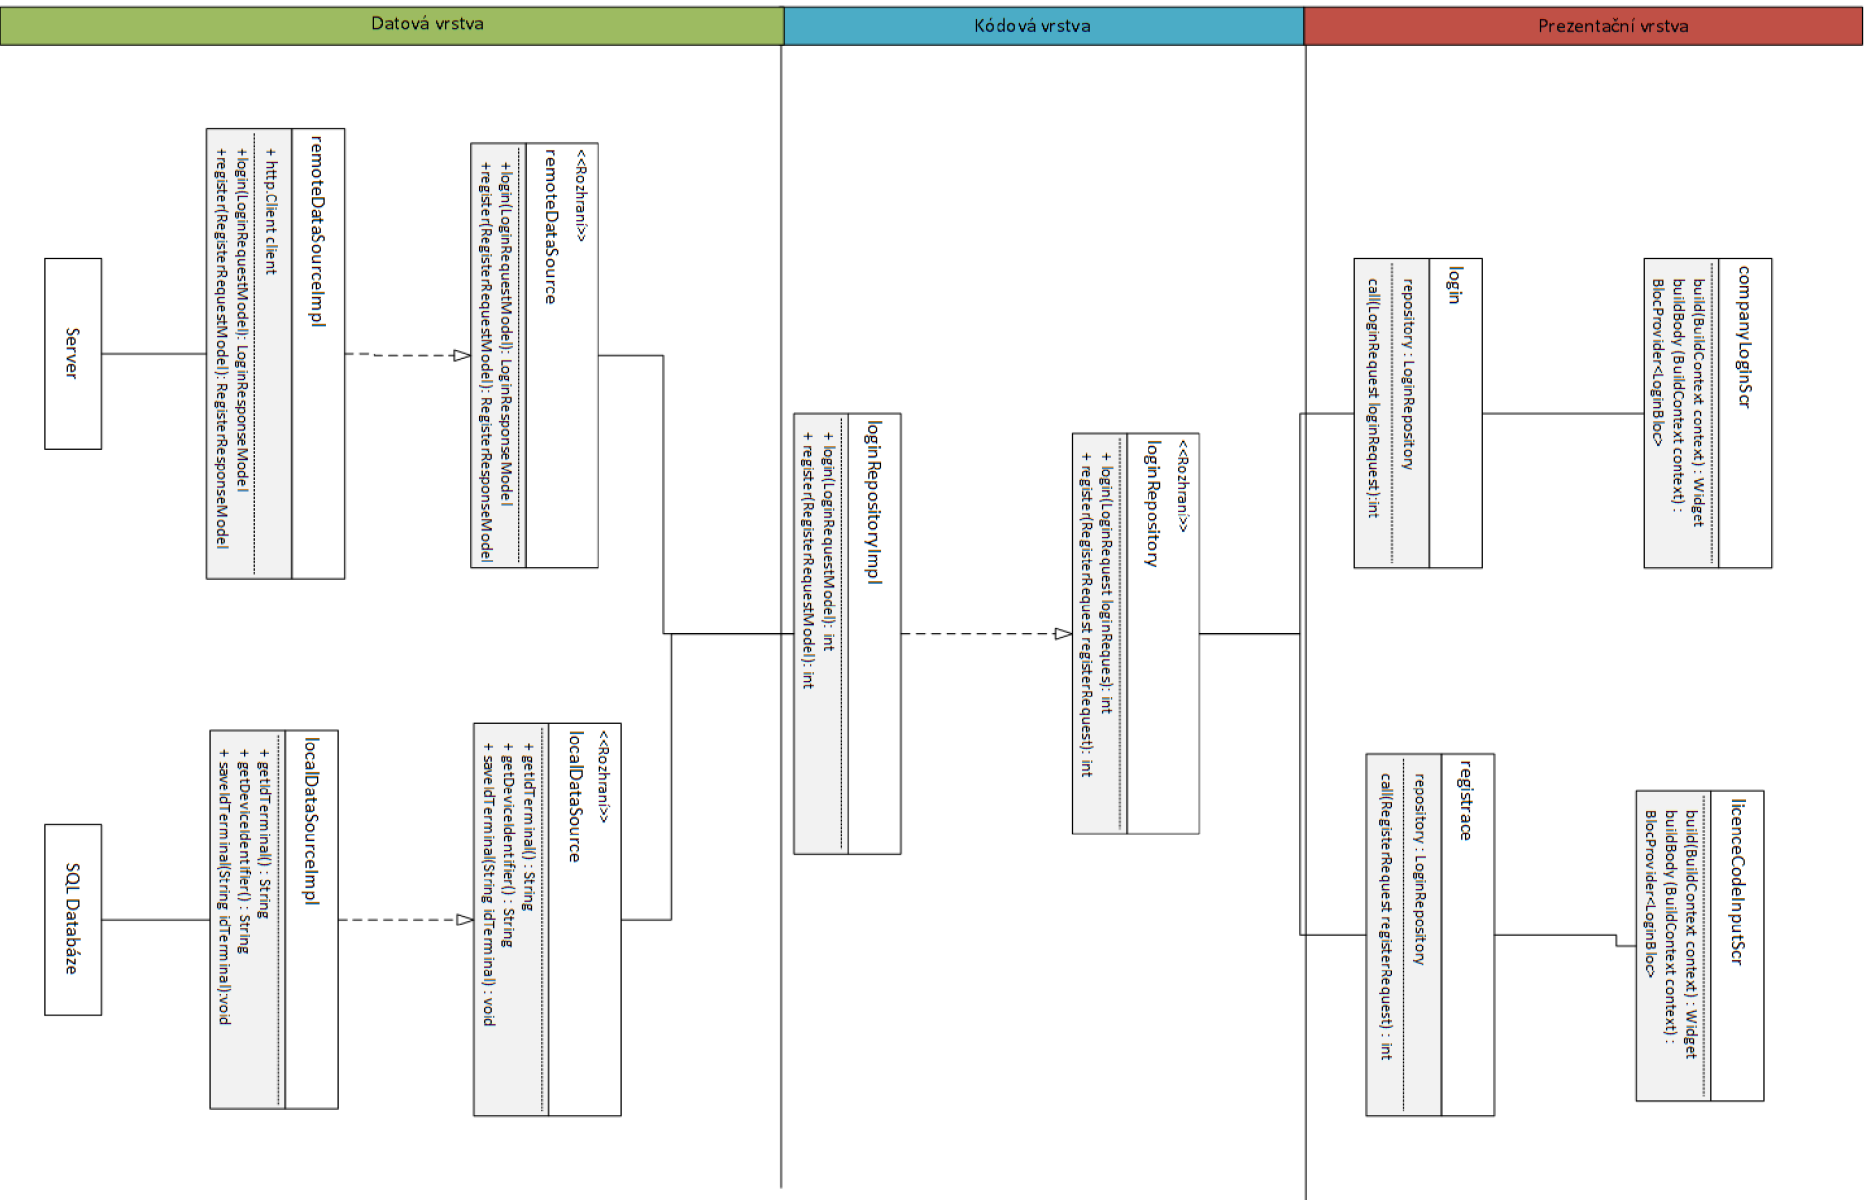 Datová vrstva
Kódová vrstva
Prezentační vrstva
remoteDataSourceImpl
+ http.Client client
+login(LoginRequestModel): LoginResponseModel
+register(RegisterRequestModel): RegisterResponseModel
<<Rozhraní>>
remoteDataSource
+login(LoginRequestModel): LoginResponseModel
+register(RegisterRequestModel): RegisterResponseModel
Server
localDataSourceImpl
+ getIdTerminal() : String
+ getDeviceIdentifier() : String
+ saveIdTerminal(String idTerminal):void
<<Rozhraní>>
localDataSource
+ getIdTerminal() : String
+ getDeviceIdentifier() : String
+ saveIdTerminal(String idTerminal) : void
SQL Databáze
loginRepositoryImpl
+ login(LoginRequestModel): int
+ register(RegisterRequestModel): int
<<Rozhraní>>
loginRepository
+ login(LoginRequest loginReques): int
+ register(RegisterRequest registerRequest): int
login
repository : LoginRepository
call(LoginRequest loginRequest):int
companyLoginScr
build(BuildContext context) : Widget
buildBody (BuildContext context) :
BlocProvider<LoginBloc>
registrace
repository : LoginRepository
call(RegisterRequest registerRequest) : int
licenceCodeInputScr
build(BuildContext context) : Widget
buildBody (BuildContext context) :
BlocProvider<LoginBloc>